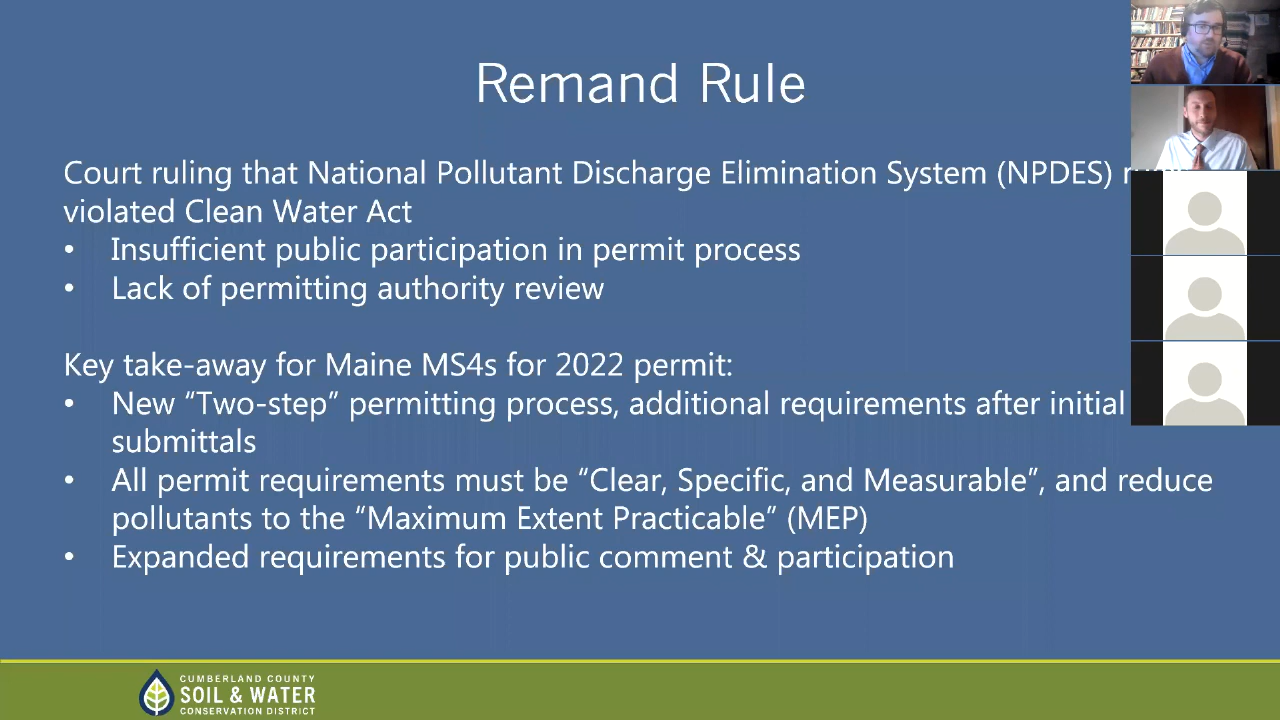 Remand Rule
Court ruling that National Pollutant Discharge Elimination System (NPDES)
violated Clean Water Act
• Insufficient public participation in permit process
• Lack of permitting authority review
Key take-away for Maine MS4s for 2022 permit:
• New “Two-step” permitting process, additional requirements after initial
submittals
• All permit requirements must be “Clear, Specific, and Measurable”, and reduce
pollutants to the “Maximum Extent Practicable” (MEP)
• Expanded requirements for public comment & participation
CUMBERLAND COUNTY
SOIL & WATER
CONSERVATION DISTRICT